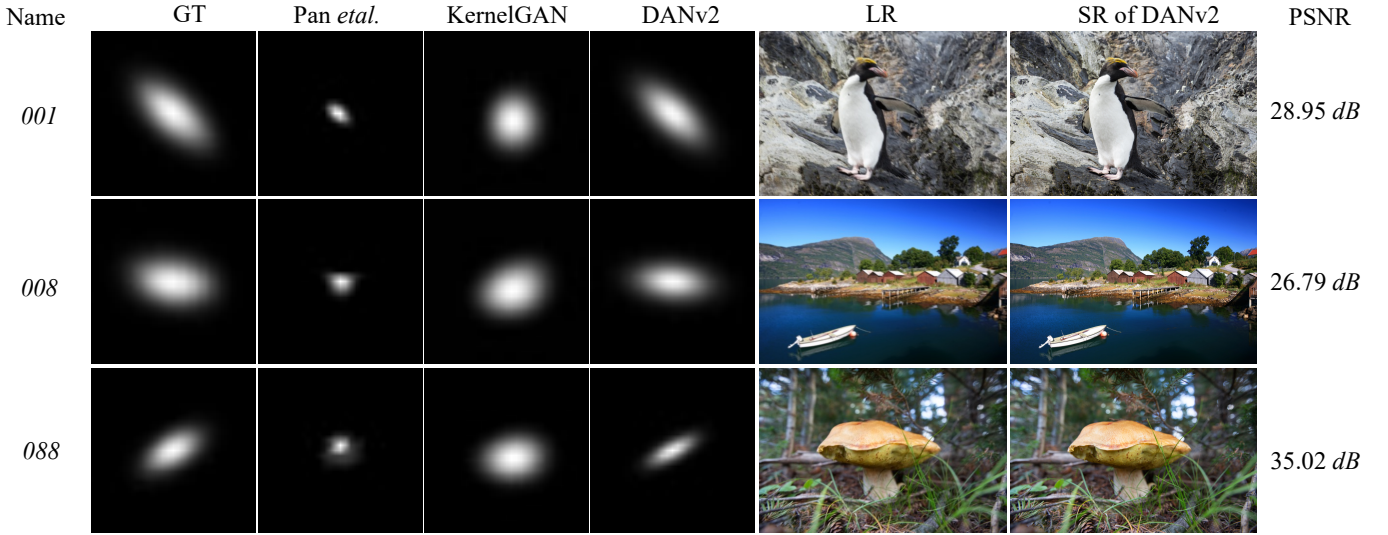 Name GT Pan etal. KernelGAN DANv2 LR SR of DANv2 PSNR
001 28.95 dB
008 26.79 dB
088 35.02 dB